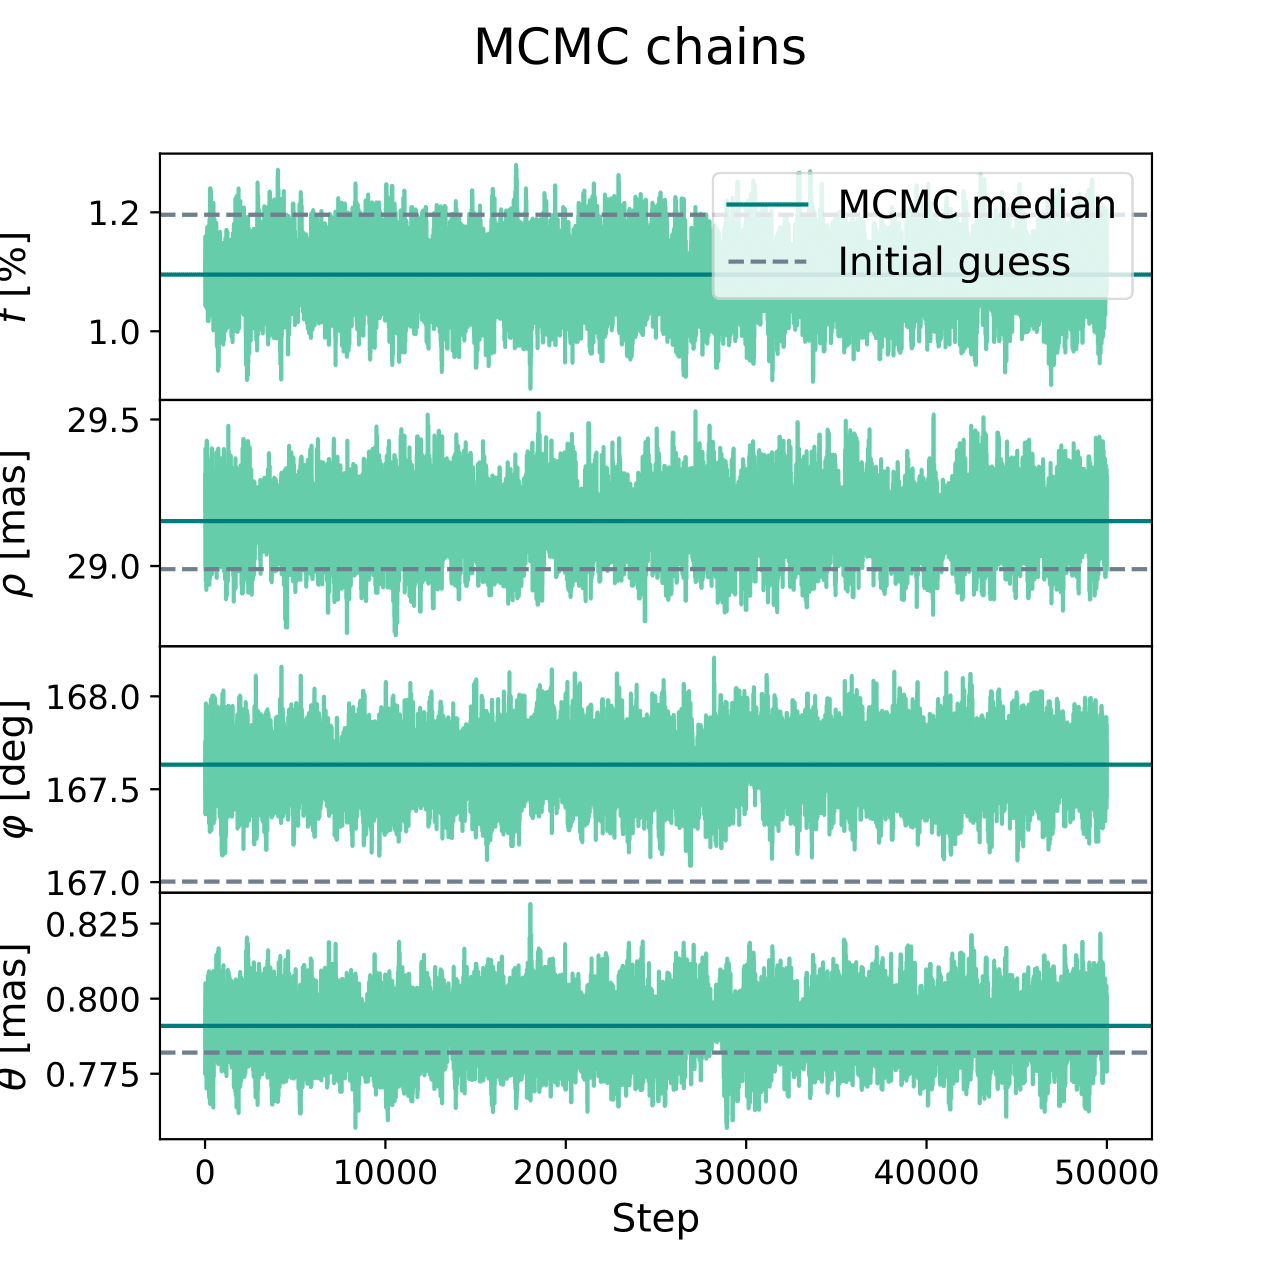 MCMC chains
f [%]
1.2
1.0
MCMC median
Initial guess
ρ [mas]
29.5
29.0
φ [deg]
168.0
167.5
167.0
θ [mas]
0.825
0.800
0.775
0 10000 20000 30000 40000 50000
Step